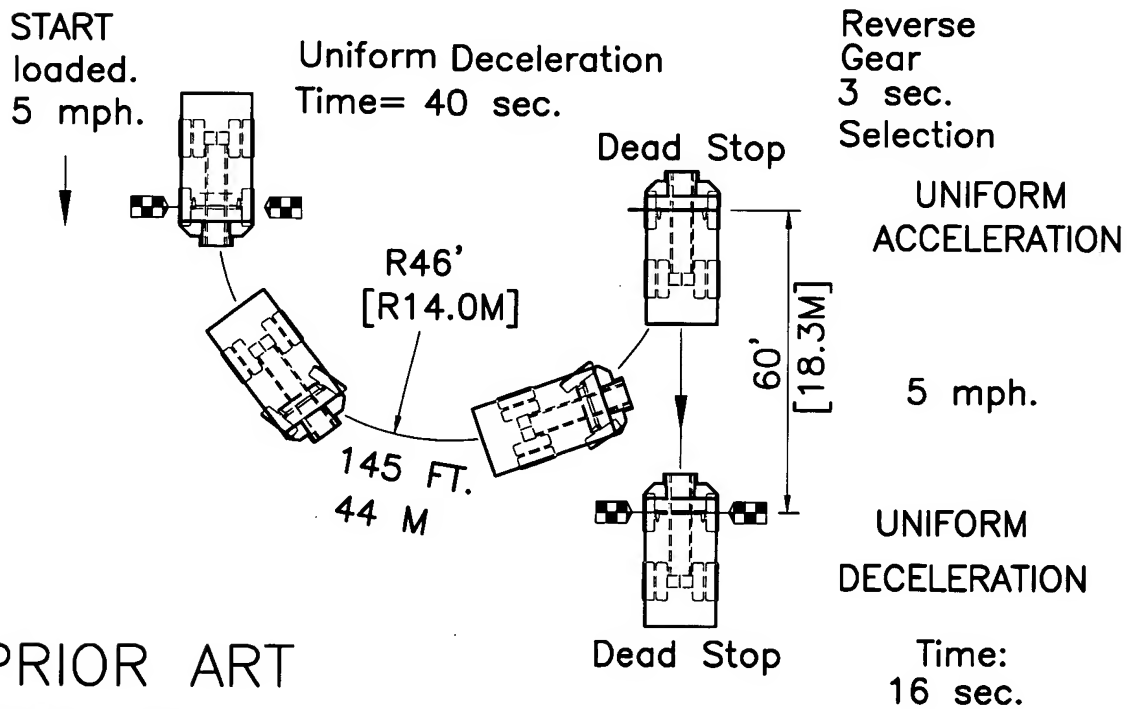 START
loaded.
5 mph.
Uniform Deceleration
Time= 40 sec.
Reverse
Gear
3 sec.
Selection
Dead Stop
UNIFORM
ACCELERATION
R46'
[R14.0M]
60'
[18.3M]
5 mph.
145 FT.
44 M
UNIFORM
DECELERATION
Dead Stop
Time:
16 sec.
PRIOR ART